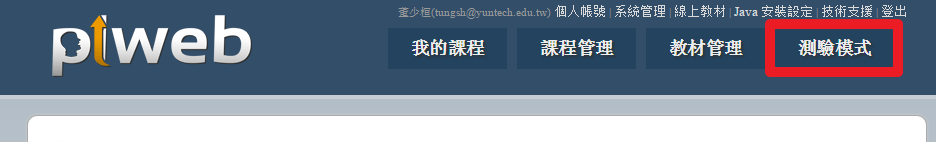 董少桓(tungsh@yuntech.edu.tw) 個人帳號 | 系統管理 | 線上教材 | Java 安裝設定 | 技術支援 | 登出
piweb
我的課程 課程管理 教材管理 測驗模式